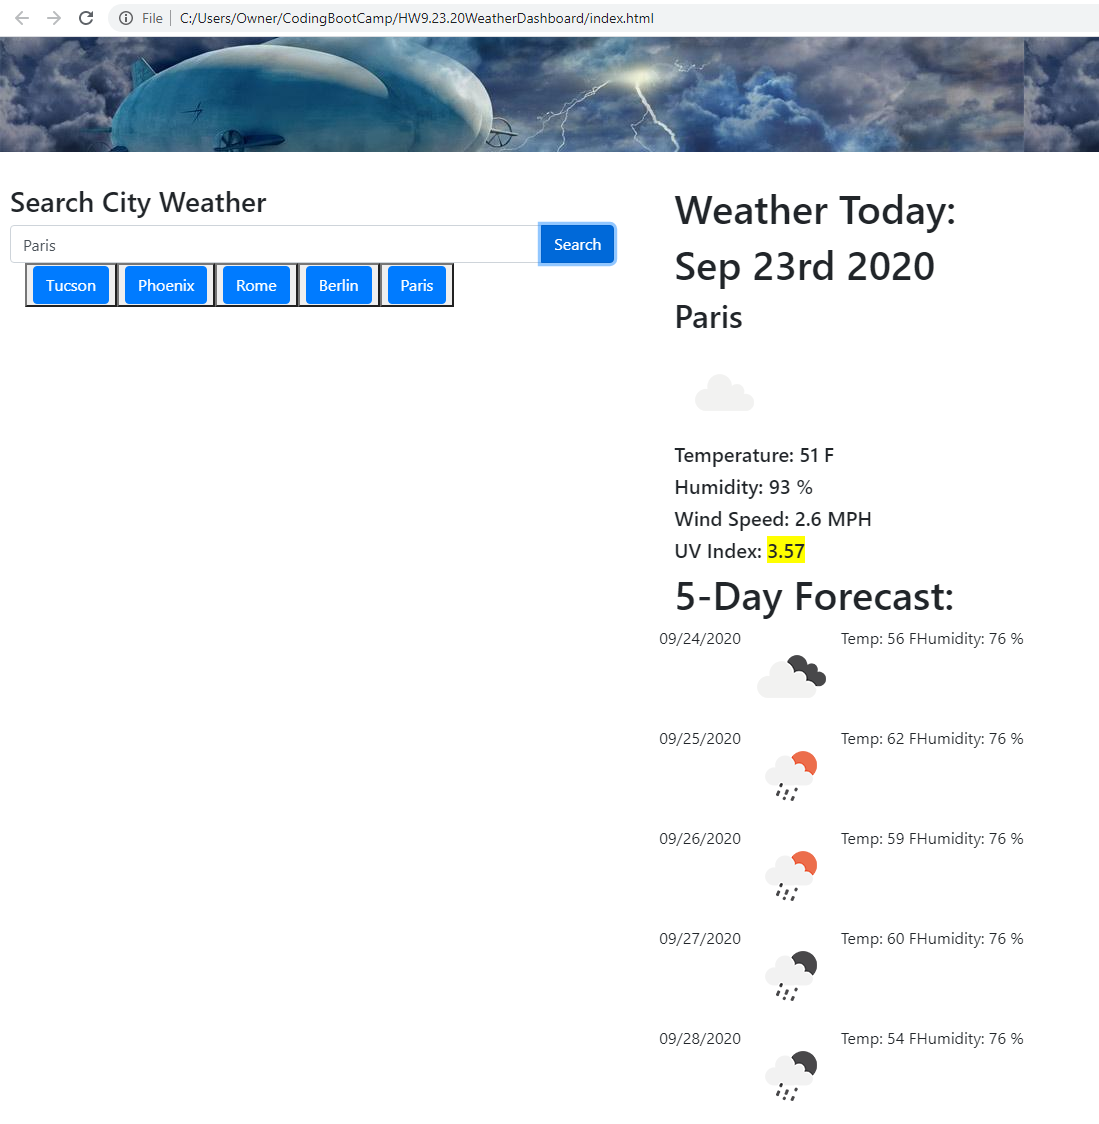 File C:/Users/Owner/CodingBootCamp/HW9.23.20WeatherDashboard/index.html
Search City Weather
Paris Search
Tucson Phoenix Rome Berlin Paris
Weather Today:
Sep 23rd 2020
Paris
Temperature: 51 F
Humidity: 93 %
Wind Speed: 2.6 MPH
UV Index: 3.57
5-Day Forecast:
09/24/2020 Temp: 56 FHumidity: 76 %
09/25/2020 Temp: 62 FHumidity: 76 %
09/26/2020 Temp: 59 FHumidity: 76 %
09/27/2020 Temp: 60 FHumidity: 76 %
09/28/2020 Temp: 54 FHumidity: 76 %